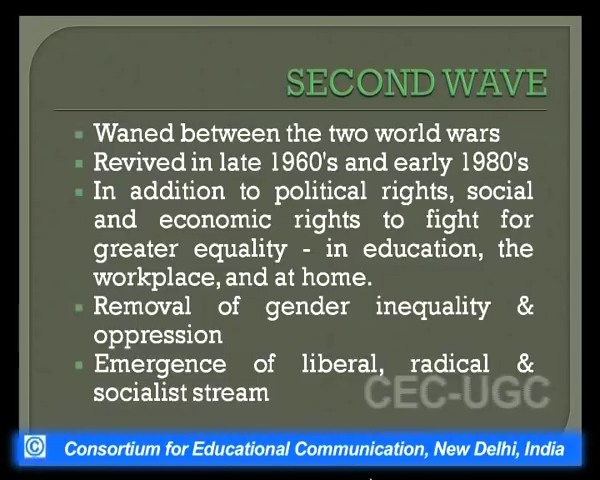 SECOND WAVE
Waned between the two world wars
Revived in late 1960's and early 1980's
In addition to political rights, social
and economic rights to fight for
greater equality - in education, the
workplace, and at home.
Removal of gender inequality &
oppression
Emergence of liberal, radical &
socialist stream
CEC-UGC
© Consortium for Educational Communication, New Delhi, India